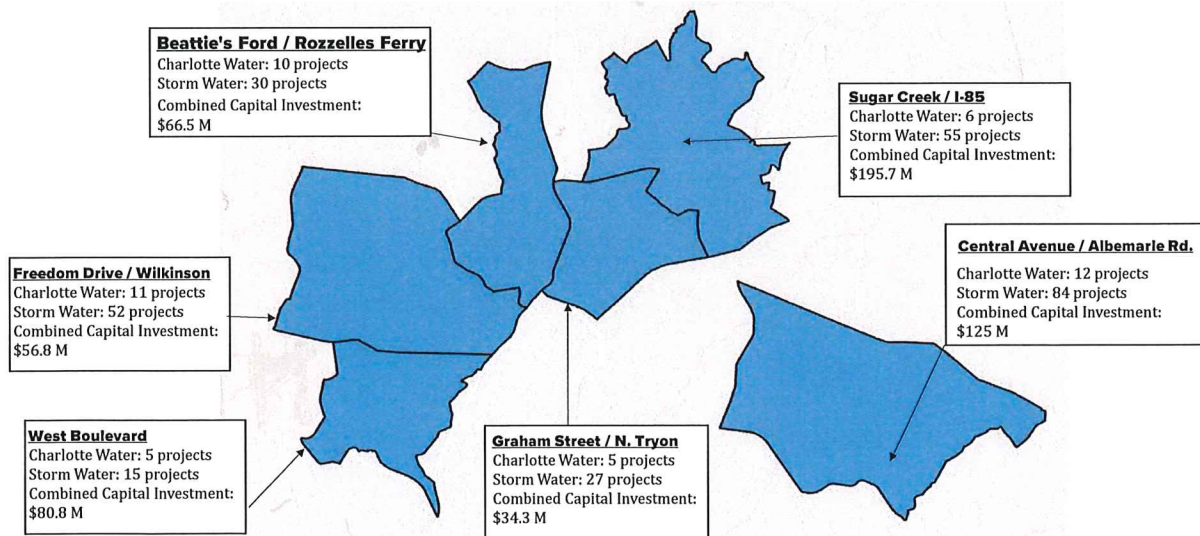 Beattie's Ford / Rozzelles Ferry
Charlotte Water: 10 projects
Storm Water: 30 projects
Combined Capital Investment:
$66.5 M
Sugar Creek / I-85
Charlotte Water: 6 projects
Storm Water: 55 projects
Combined Capital Investment:
$195.7 M
Freedom Drive / Wilkinson
Charlotte Water: 11 projects
Storm Water: 52 projects
Combined Capital Investment:
$56.8 M
Central Avenue / Albemarle Rd.
Charlotte Water: 12 projects
Storm Water: 84 projects
Combined Capital Investment:
$125 M
West Boulevard
Charlotte Water: 5 projects
Storm Water: 15 projects
Combined Capital Investment:
$80.8 M
Graham Street / N. Tryon
Charlotte Water: 5 projects
Storm Water: 27 projects
Combined Capital Investment:
$34.3 M